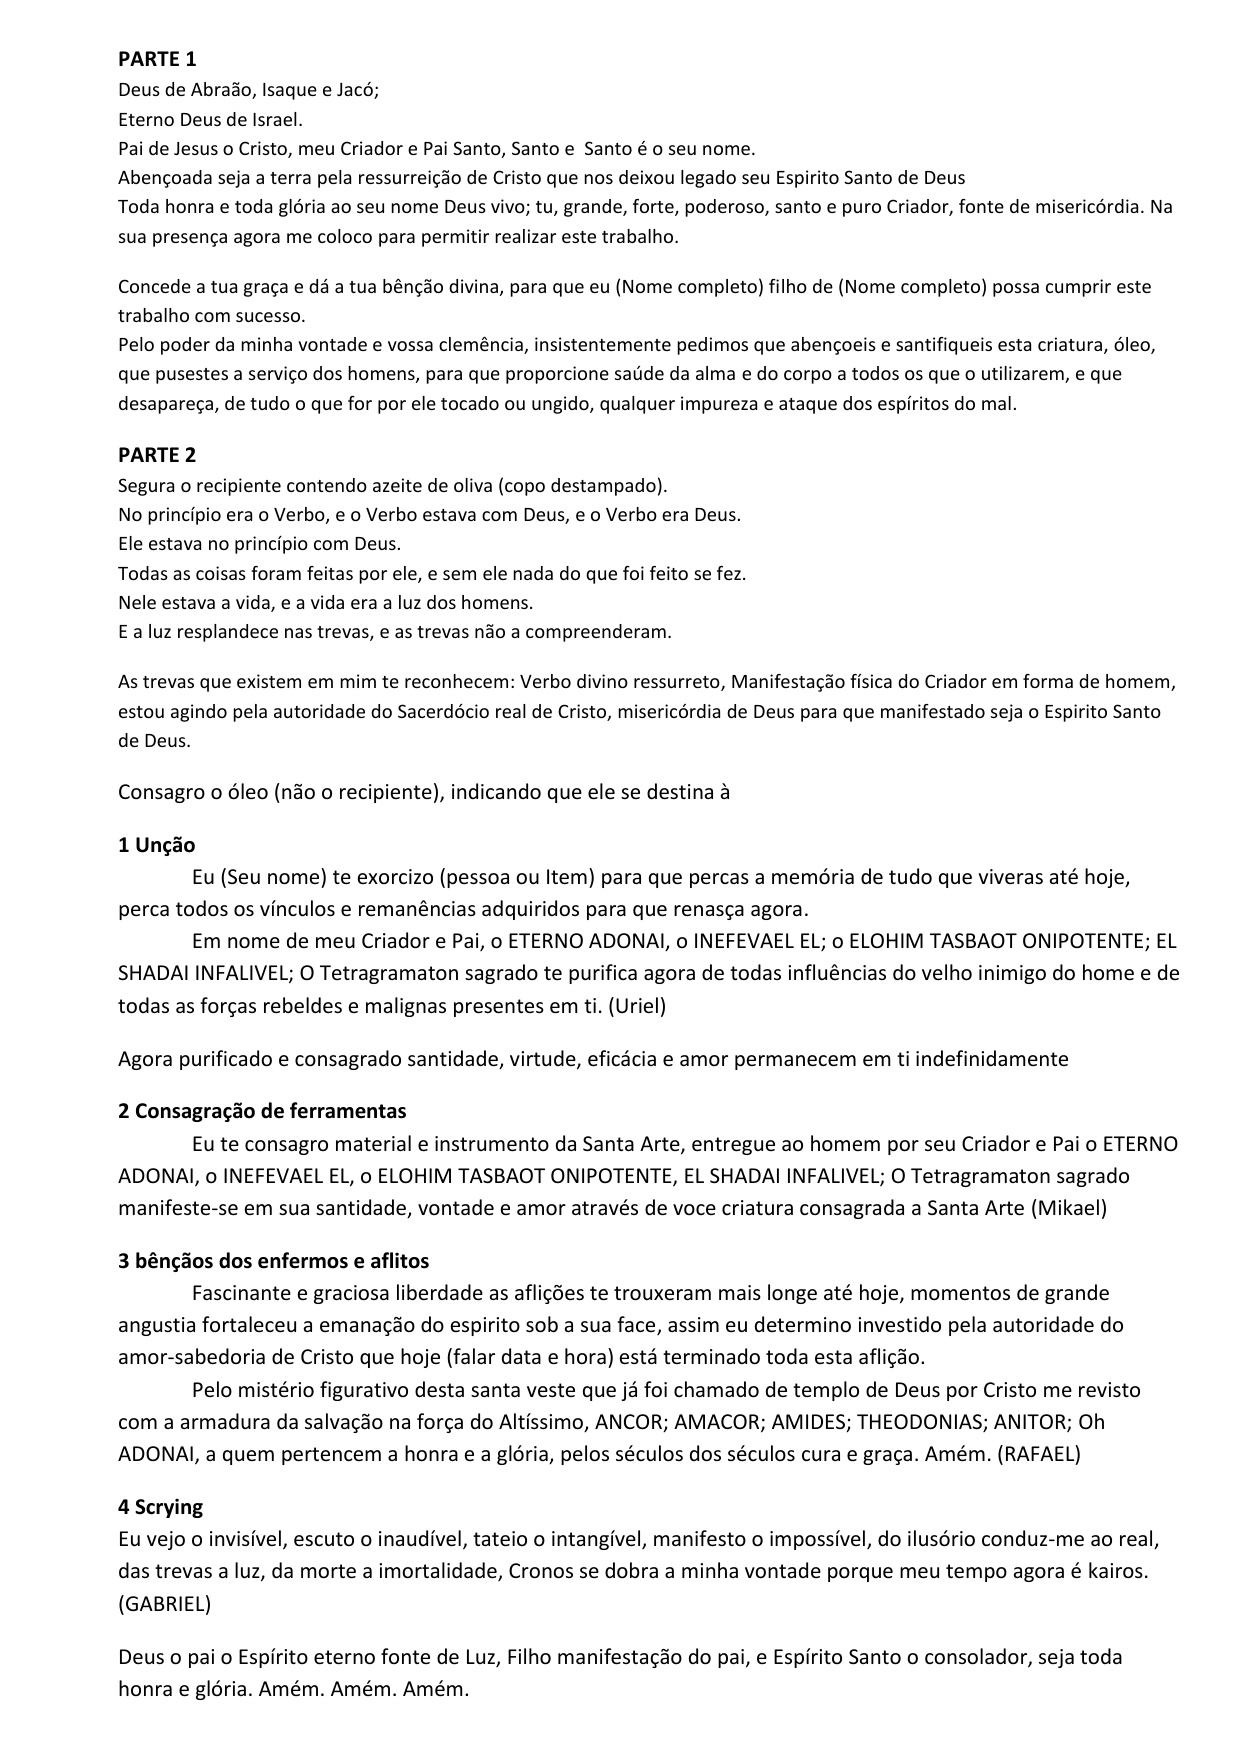 PARTE 1
Deus de Abraão, Isaque e Jacó;
Eterno Deus de Israel.
Pai de Jesus o Cristo, meu Criador e Pai Santo, Santo e  Santo é o seu nome.
Abençoada seja a terra pela ressurreição de Cristo que nos deixou legado seu Espirito Santo de Deus
Toda honra e toda glória ao seu nome Deus vivo; tu, grande, forte, poderoso, santo e puro Criador, fonte de misericórdia. Na
sua presença agora me coloco para permitir realizar este trabalho.
Concede a tua graça e dá a tua bênção divina, para que eu (Nome completo) filho de (Nome completo) possa cumprir este
trabalho com sucesso.
Pelo poder da minha vontade e vossa clemência, insistentemente pedimos que abençoeis e santifiqueis esta criatura, óleo,
que pusestes a serviço dos homens, para que proporcione saúde da alma e do corpo a todos os que o utilizarem, e que
desapareça, de tudo o que for por ele tocado ou ungido, qualquer impureza e ataque dos espíritos do mal.
PARTE 2
Segura o recipiente contendo azeite de oliva (copo destampado).
No princípio era o Verbo, e o Verbo estava com Deus, e o Verbo era Deus.
Ele estava no princípio com Deus.
Todas as coisas foram feitas por ele, e sem ele nada do que foi feito se fez.
Nele estava a vida, e a vida era a luz dos homens.
E a luz resplandece nas trevas, e as trevas não a compreenderam.
As trevas que existem em mim te reconhecem: Verbo divino ressurreto, Manifestação física do Criador em forma de homem,
estou agindo pela autoridade do Sacerdócio real de Cristo, misericórdia de Deus para que manifestado seja o Espirito Santo
de Deus.
Consagro o óleo (não o recipiente), indicando que ele se destina à
1 Unção
Eu (Seu nome) te exorcizo (pessoa ou Item) para que percas a memória de tudo que viveras até hoje,
perca todos os vínculos e remanências adquiridos para que renasça agora.
Em nome de meu Criador e Pai, o ETERNO ADONAI, o INEFEVAEL EL; o ELOHIM TASBAOT ONIPOTENTE; EL
SHADAI INFALIVEL; O Tetragramaton sagrado te purifica agora de todas influências do velho inimigo do home e de
todas as forças rebeldes e malignas presentes em ti. (Uriel)
Agora purificado e consagrado santidade, virtude, eficácia e amor permanecem em ti indefinidamente
2 Consagração de ferramentas
Eu te consagro material e instrumento da Santa Arte, entregue ao homem por seu Criador e Pai o ETERNO
ADONAI, o INEFEVAEL EL, o ELOHIM TASBAOT ONIPOTENTE, EL SHADAI INFALIVEL; O Tetragramaton sagrado
manifeste-se em sua santidade, vontade e amor através de voce criatura consagrada a Santa Arte (Mikael)
3 bênçãos dos enfermos e aflitos
Fascinante e graciosa liberdade as aflições te trouxeram mais longe até hoje, momentos de grande
angustia fortaleceu a emanação do espirito sob a sua face, assim eu determino investido pela autoridade do
amor-sabedoria de Cristo que hoje (falar data e hora) está terminado toda esta aflição.
Pelo mistério figurativo desta santa veste que já foi chamado de templo de Deus por Cristo me revisto
com a armadura da salvação na força do Altíssimo, ANCOR; AMACOR; AMIDES; THEODONIAS; ANITOR; Oh
ADONAI, a quem pertencem a honra e a glória, pelos séculos dos séculos cura e graça. Amém. (RAFAEL)
4 Scrying
Eu vejo o invisível, escuto o inaudível, tateio o intangível, manifesto o impossível, do ilusório conduz-me ao real,
das trevas a luz, da morte a imortalidade, Cronos se dobra a minha vontade porque meu tempo agora é kairos.
(GABRIEL)
Deus o pai o Espírito eterno fonte de Luz, Filho manifestação do pai, e Espírito Santo o consolador, seja toda
honra e glória. Amém. Amém. Amém.